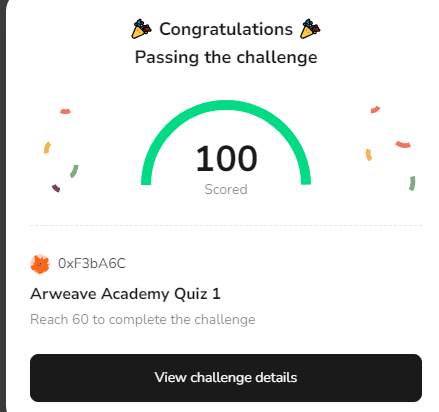 Congratulations
Passing the challenge
100
Scored
0xF3bA6C
Arweave Academy Quiz 1
Reach 60 to complete the challenge
View challenge details